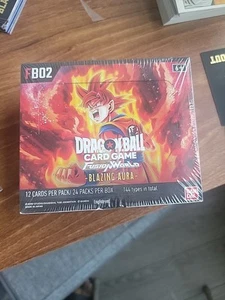 FB02
DRAGON BALL
CARD GAME
FUSION WORLD
-BLAZING AURA-
12 CARDS PER PACK/ 24 PACKS PER BOX
144 types in total